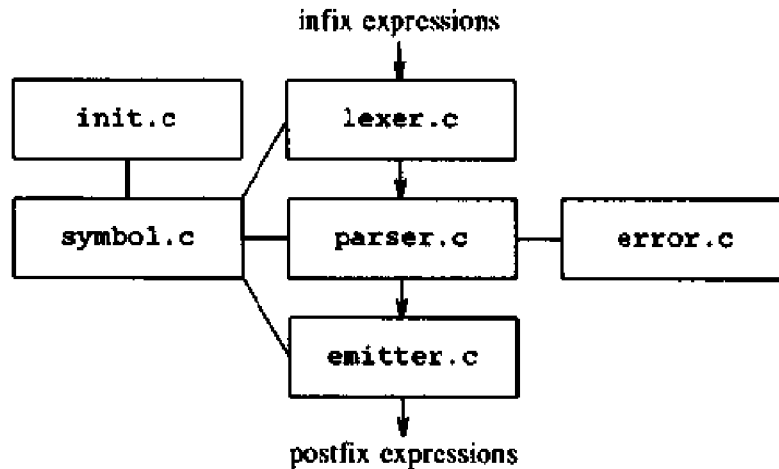 infix expressions
init.c
lexer.c
symbol.c
parser.c
error.c
emitter.c
postfix expressions